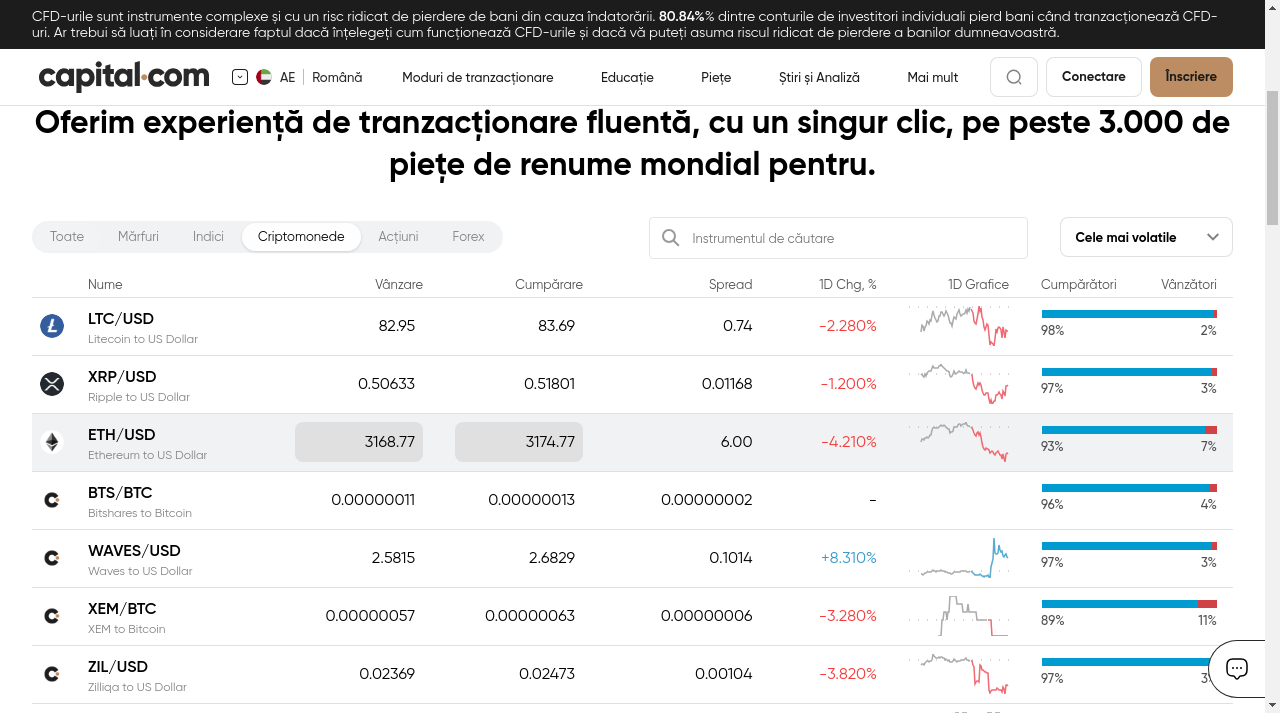 CFD-urile sunt instrumente complexe și cu un risc ridicat de pierdere de bani din cauza îndatorării. 80.84%% dintre conturile de investitori individuali pierd bani când tranzacționează CFD-
uri. Ar trebui să luați în considerare faptul dacă înțelegeți cum funcționează CFD-urile și dacă vă puteți asuma riscul ridicat de pierdere a banilor dumneavoastră.
capital.com AE Română Moduri de tranzacționare Educație Piețe Știri și Analiză Mai mult Conectare Înscriere
Oferim experiență de tranzacționare fluentă, cu un singur clic, pe peste 3.000 de
piețe de renume mondial pentru.
Toate Mărfuri Indici Criptomonede Acțiuni Forex Instrumentul de căutare Cele mai volatile
Nume Vânzare Cumpărare Spread 1D Chg, % 1D Grafice Cumpărători Vânzători
LTC/USD 82.95 83.69 0.74 -2.280%
Litecoin to US Dollar 98% 2%
XRP/USD 0.50633 0.51801 0.01168 -1.200%
Ripple to US Dollar 97% 3%
ETH/USD 3168.77 3174.77 6.00 -4.210%
Ethereum to US Dollar 93% 7%
BTS/BTC 0.00000011 0.00000013 0.00000002 -
Bitshares to Bitcoin 96% 4%
WAVES/USD 2.5815 2.6829 0.1014 +8.310%
Waves to US Dollar 97% 3%
XEM/BTC 0.00000057 0.00000063 0.00000006 -3.280%
XEM to Bitcoin 89% 11%
ZIL/USD 0.02369 0.02473 0.00104 -3.820%
Zilliqa to US Dollar 97%